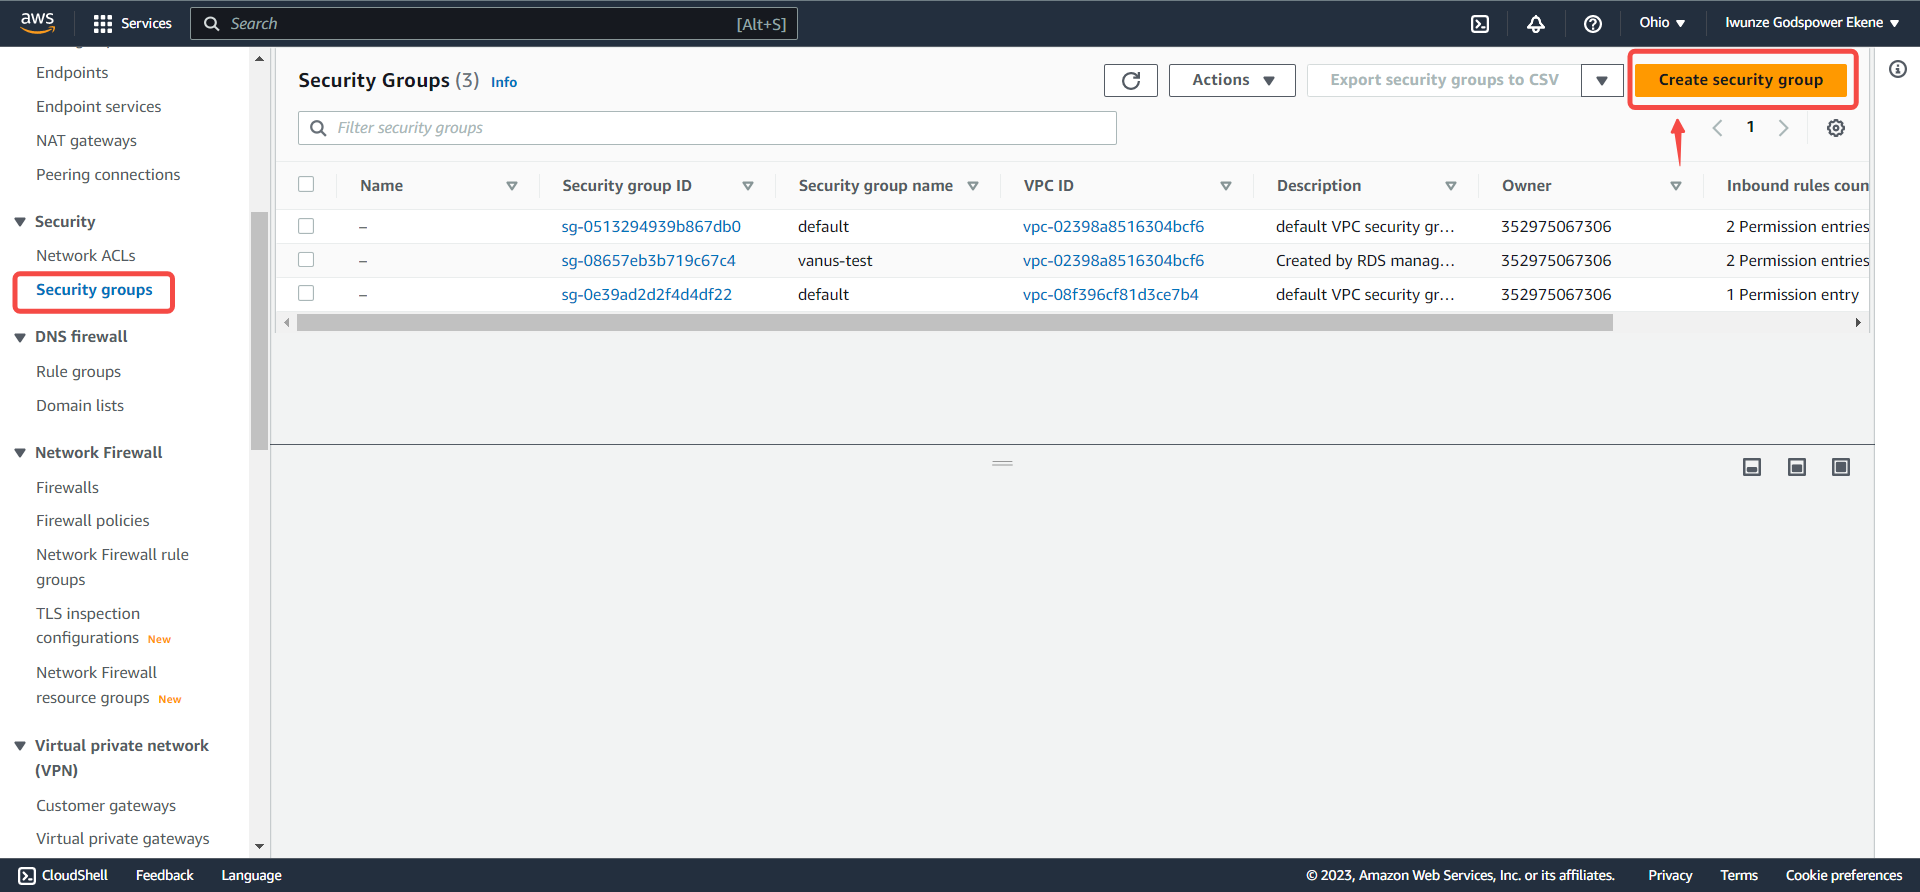 aws
Services
Search
[Alt+S]
Ohio
Iwunze Godspower Ekene
Endpoints
Endpoint services
NAT gateways
Peering connections
Security
Network ACLs
Security groups
DNS firewall
Rule groups
Domain lists
Network Firewall
Firewalls
Firewall policies
Network Firewall rule
groups
TLS inspection
configurations New
Network Firewall
resource groups New
Virtual private network
(VPN)
Customer gateways
Virtual private gateways
Security Groups (3) Info
Actions
Export security groups to CSV
Create security group
Filter security groups
1
Name Security group ID Security group name VPC ID Description Owner Inbound rules coun
– sg-0513294939b867db0 default vpc-02398a8516304bcf6 default VPC security gr... 352975067306 2 Permission entries
– sg-08657eb3b719c67c4 vanus-test vpc-02398a8516304bcf6 Created by RDS manag... 352975067306 2 Permission entries
– sg-0e39ad2d2f4d4df22 default vpc-08f396cf81d3ce7b4 default VPC security gr... 352975067306 1 Permission entry
CloudShell Feedback Language
© 2023, Amazon Web Services, Inc. or its affiliates. Privacy Terms Cookie preferences